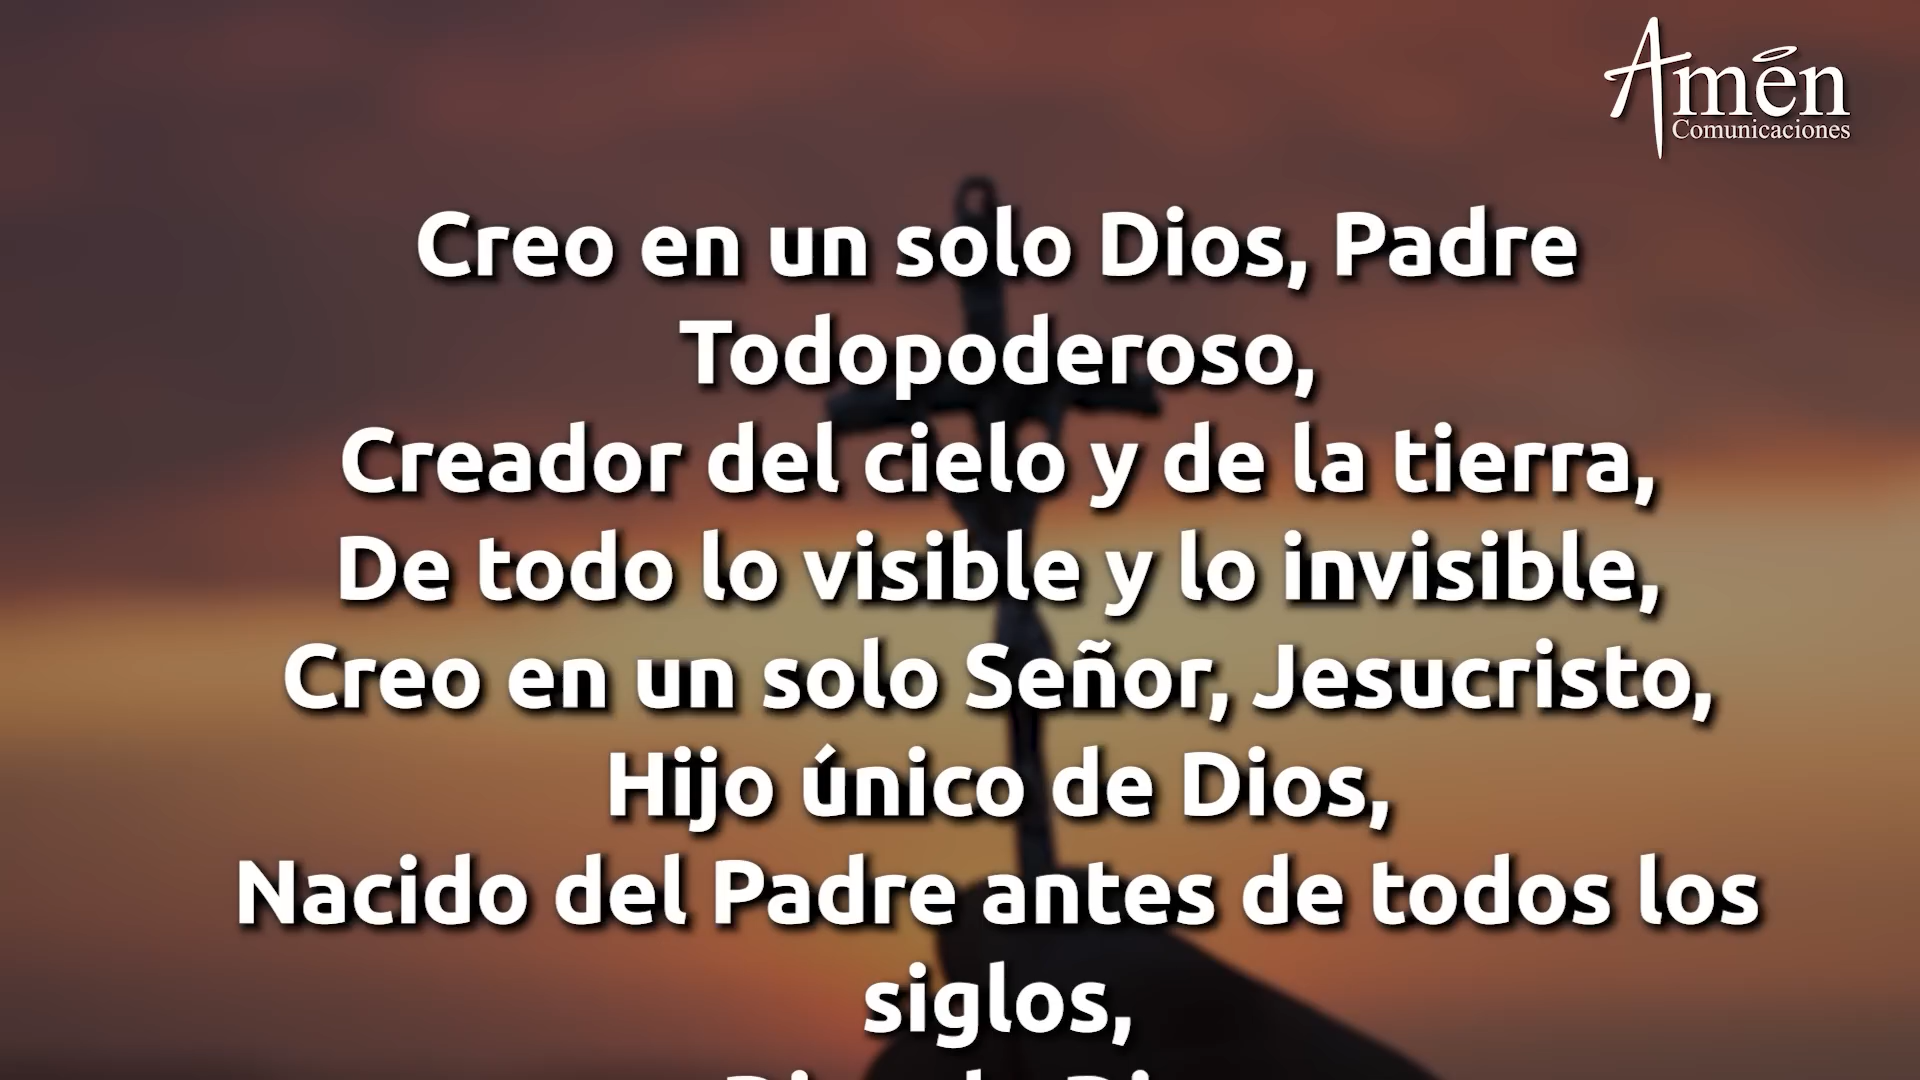 Amén
Comunicaciones
Creo en un solo Dios, Padre
Todopoderoso,
Creador del cielo y de la tierra,
De todo lo visible y lo invisible,
Creo en un solo Señor, Jesucristo,
Hijo único de Dios,
Nacido del Padre antes de todos los
siglos,